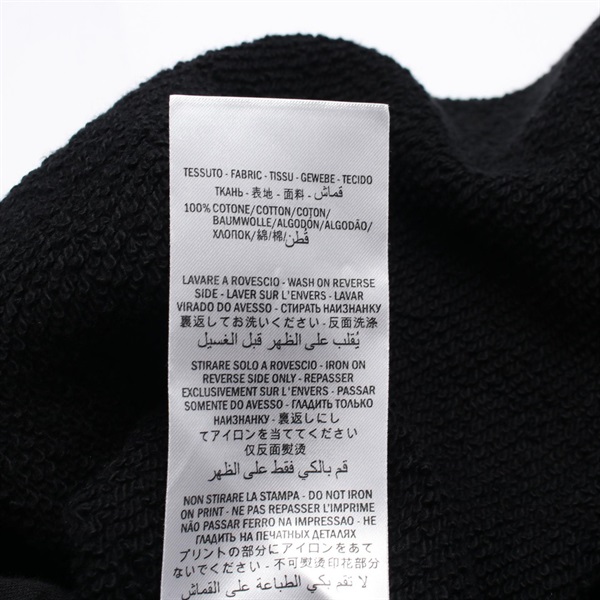 TESSUTO - FABRIC - TISSU - GEWEBE - TECIDO
ТКАНЬ - 表地 - 面料 - قماش
100% COTONE/COTTON/COTON/
BAUMWOLLE/ALGODÓN/ALGODÃO/
ХЛОПОК/綿/棉/قُطن
LAVARE A ROVESCIO - WASH ON REVERSE
SIDE - LAVER SUR L'ENVERS - LAVAR
VIRADO DO AVESSO - СТИРАТЬ НАИЗНАНКУ
裏返してお洗いください - 反面洗涤
يُقلب على الظهر قبل الغسيل
STIRARE SOLO A ROVESCIO - IRON ON
REVERSE SIDE ONLY - REPASSER
EXCLUSIVEMENT SUR L'ENVERS - PASSAR
SOMENTE DO AVESSO - ГЛАДИТЬ ТОЛЬКО
НАИЗНАНКУ - 裏返しにし
てアイロンを当ててください
仅反面熨烫
قم بالكي فقط على الظهر
NON STIRARE LA STAMPA - DO NOT IRON
ON PRINT - NE PAS REPASSER L'IMPRIME
NÃO PASSAR FERRO NA IMPRESSAO - НЕ
ГЛАДИТЬ НА ПЕЧАТНЫХ ДЕТАЛЯХ
プリントの部分にアイロンをあて
ないでください - 不可熨烫印花部分
لا تقم بكي الطباعة على القماش